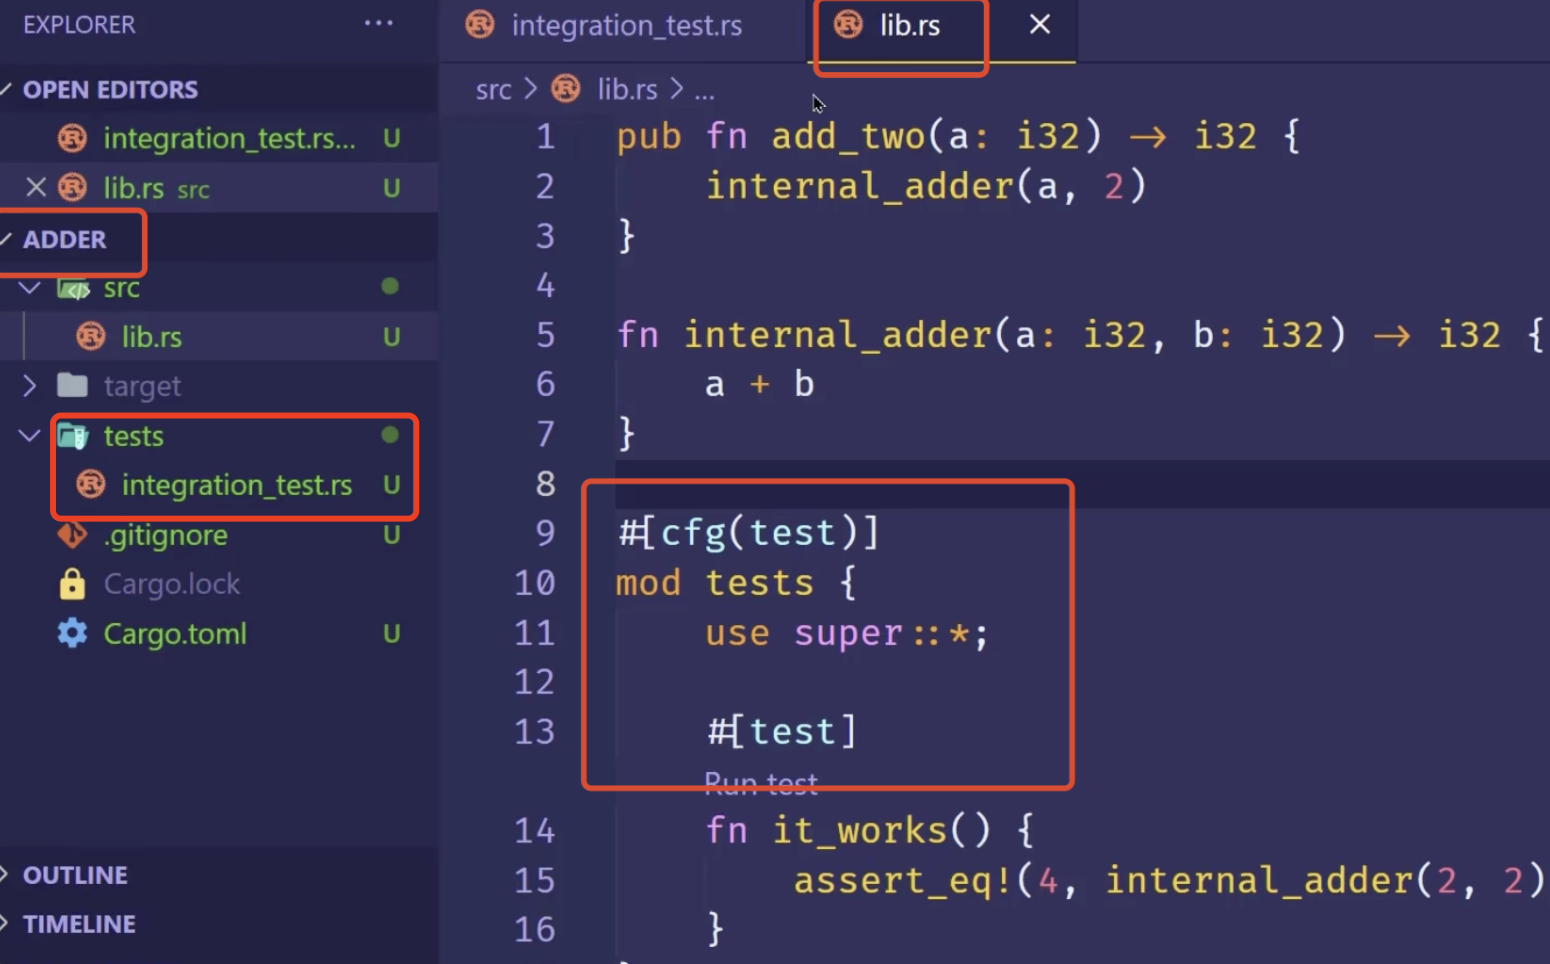 EXPLORER ...
OPEN EDITORS
integration_test.rs... U
lib.rs src U
ADDER
src
lib.rs U
target
tests
integration_test.rs U
.gitignore U
Cargo.lock
Cargo.toml U
OUTLINE
TIMELINE
integration_test.rs
lib.rs
src > lib.rs > ...
1 pub fn add_two(a: i32) → i32 {
2 internal_adder(a, 2)
3 }
4
5 fn internal_adder(a: i32, b: i32) → i32 {
6 a + b
7 }
8
9 #[cfg(test)]
10 mod tests {
11 use super::*;
12
13 #[test]
Run test
14 fn it_works() {
15 assert_eq!(4, internal_adder(2, 2)
16 }